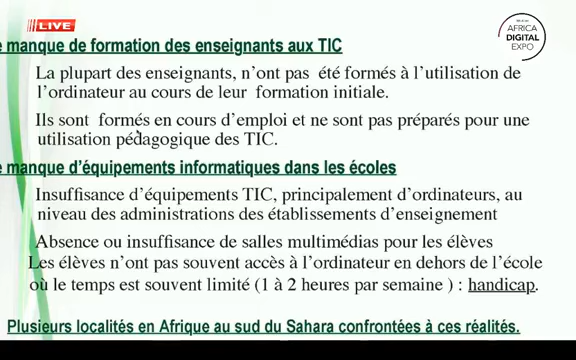 LIVE
AFRICA
DIGITAL
EXPO
e manque de formation des enseignants aux TIC
La plupart des enseignants, n'ont pas été formés à l'utilisation de
l'ordinateur au cours de leur formation initiale.
Ils sont formés en cours d'emploi et ne sont pas préparés pour une
utilisation pédagogique des TIC.
e manque d'équipements informatiques dans les écoles
Insuffisance d'équipements TIC, principalement d'ordinateurs, au
niveau des administrations des établissements d'enseignement
Absence ou insuffisance de salles multimédias pour les élèves
Les élèves n'ont pas souvent accès à l'ordinateur en dehors de l'école
où le temps est souvent limité (1 à 2 heures par semaine ) : handicap.
Plusieurs localités en Afrique au sud du Sahara confrontées à ces réalités.